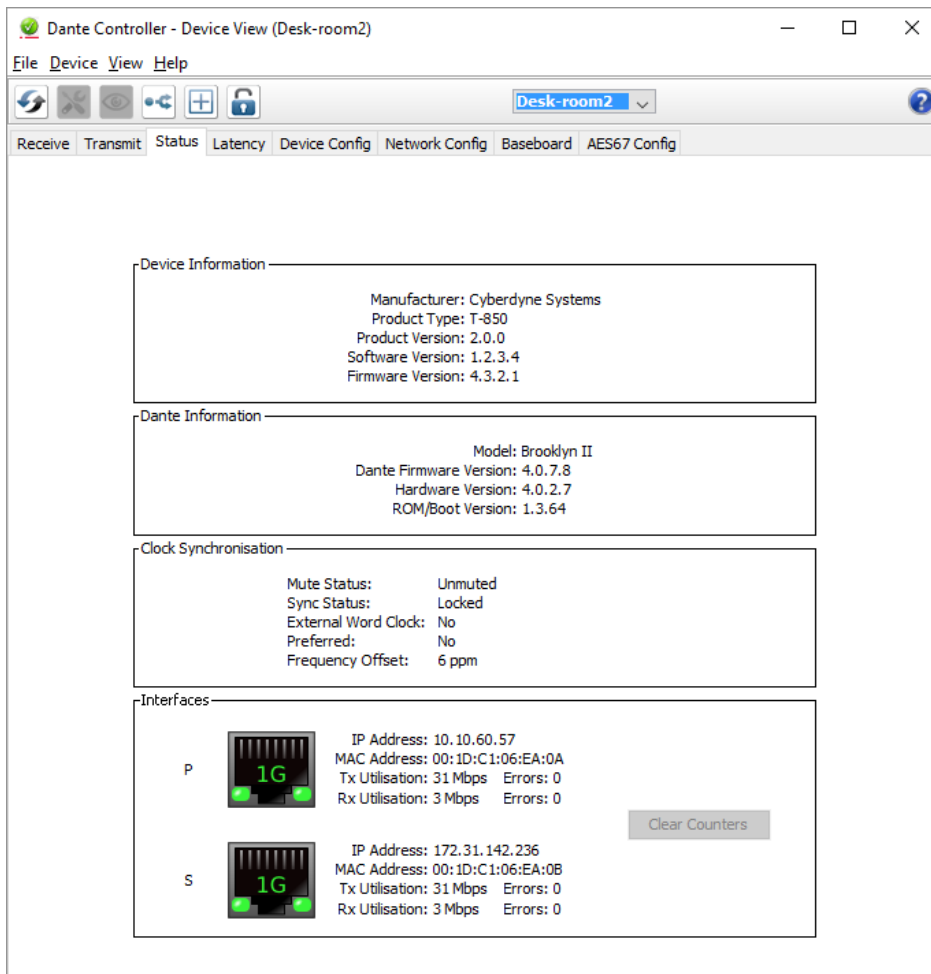 Dante Controller - Device View (Desk-room2)
File Device View Help
Desk-room2
?
Receive Transmit Status Latency Device Config Network Config Baseboard AES67 Config
Device Information
Manufacturer: Cyberdyne Systems
Product Type: T-850
Product Version: 2.0.0
Software Version: 1.2.3.4
Firmware Version: 4.3.2.1
Dante Information
Model: Brooklyn II
Dante Firmware Version: 4.0.7.8
Hardware Version: 4.0.2.7
ROM/Boot Version: 1.3.64
Clock Synchronisation
Mute Status: Unmuted
Sync Status: Locked
External Word Clock: No
Preferred: No
Frequency Offset: 6 ppm
Interfaces
P
1G
IP Address: 10.10.60.57
MAC Address: 00:1D:C1:06:EA:0A
Tx Utilisation: 31 Mbps Errors: 0
Rx Utilisation: 3 Mbps Errors: 0
Clear Counters
S
1G
IP Address: 172.31.142.236
MAC Address: 00:1D:C1:06:EA:0B
Tx Utilisation: 31 Mbps Errors: 0
Rx Utilisation: 3 Mbps Errors: 0